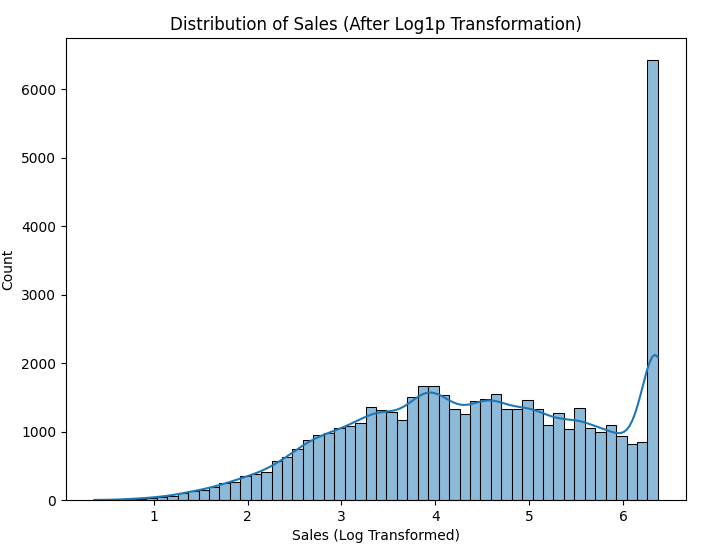 Distribution of Sales (After Log1p Transformation)
6000
5000
4000
3000
2000
1000
0
Count
1 2 3 4 5 6
Sales (Log Transformed)